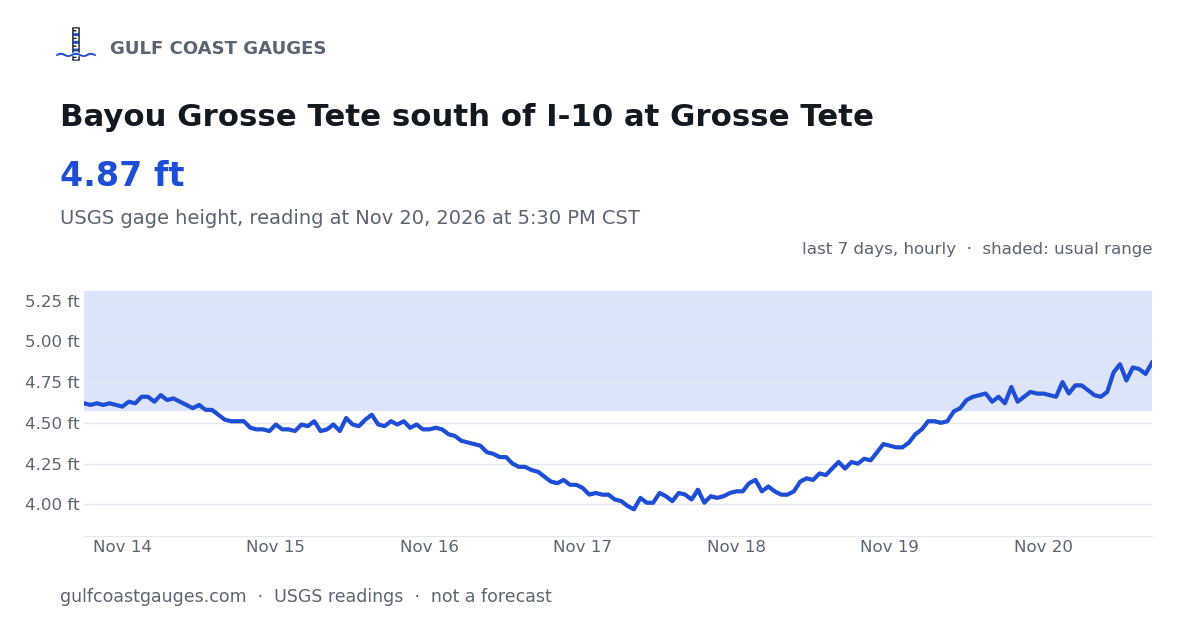 GULF COAST GAUGES
Bayou Grosse Tete south of I-10 at Grosse Tete
4.87 ft
USGS gage height, reading at Nov 20, 2026 at 5:30 PM CST
last 7 days, hourly · shaded: usual range
5.25 ft
5.00 ft
4.75 ft
4.50 ft
4.25 ft
4.00 ft
Nov 14 Nov 15 Nov 16 Nov 17 Nov 18 Nov 19 Nov 20
gulfcoastgauges.com · USGS readings · not a forecast